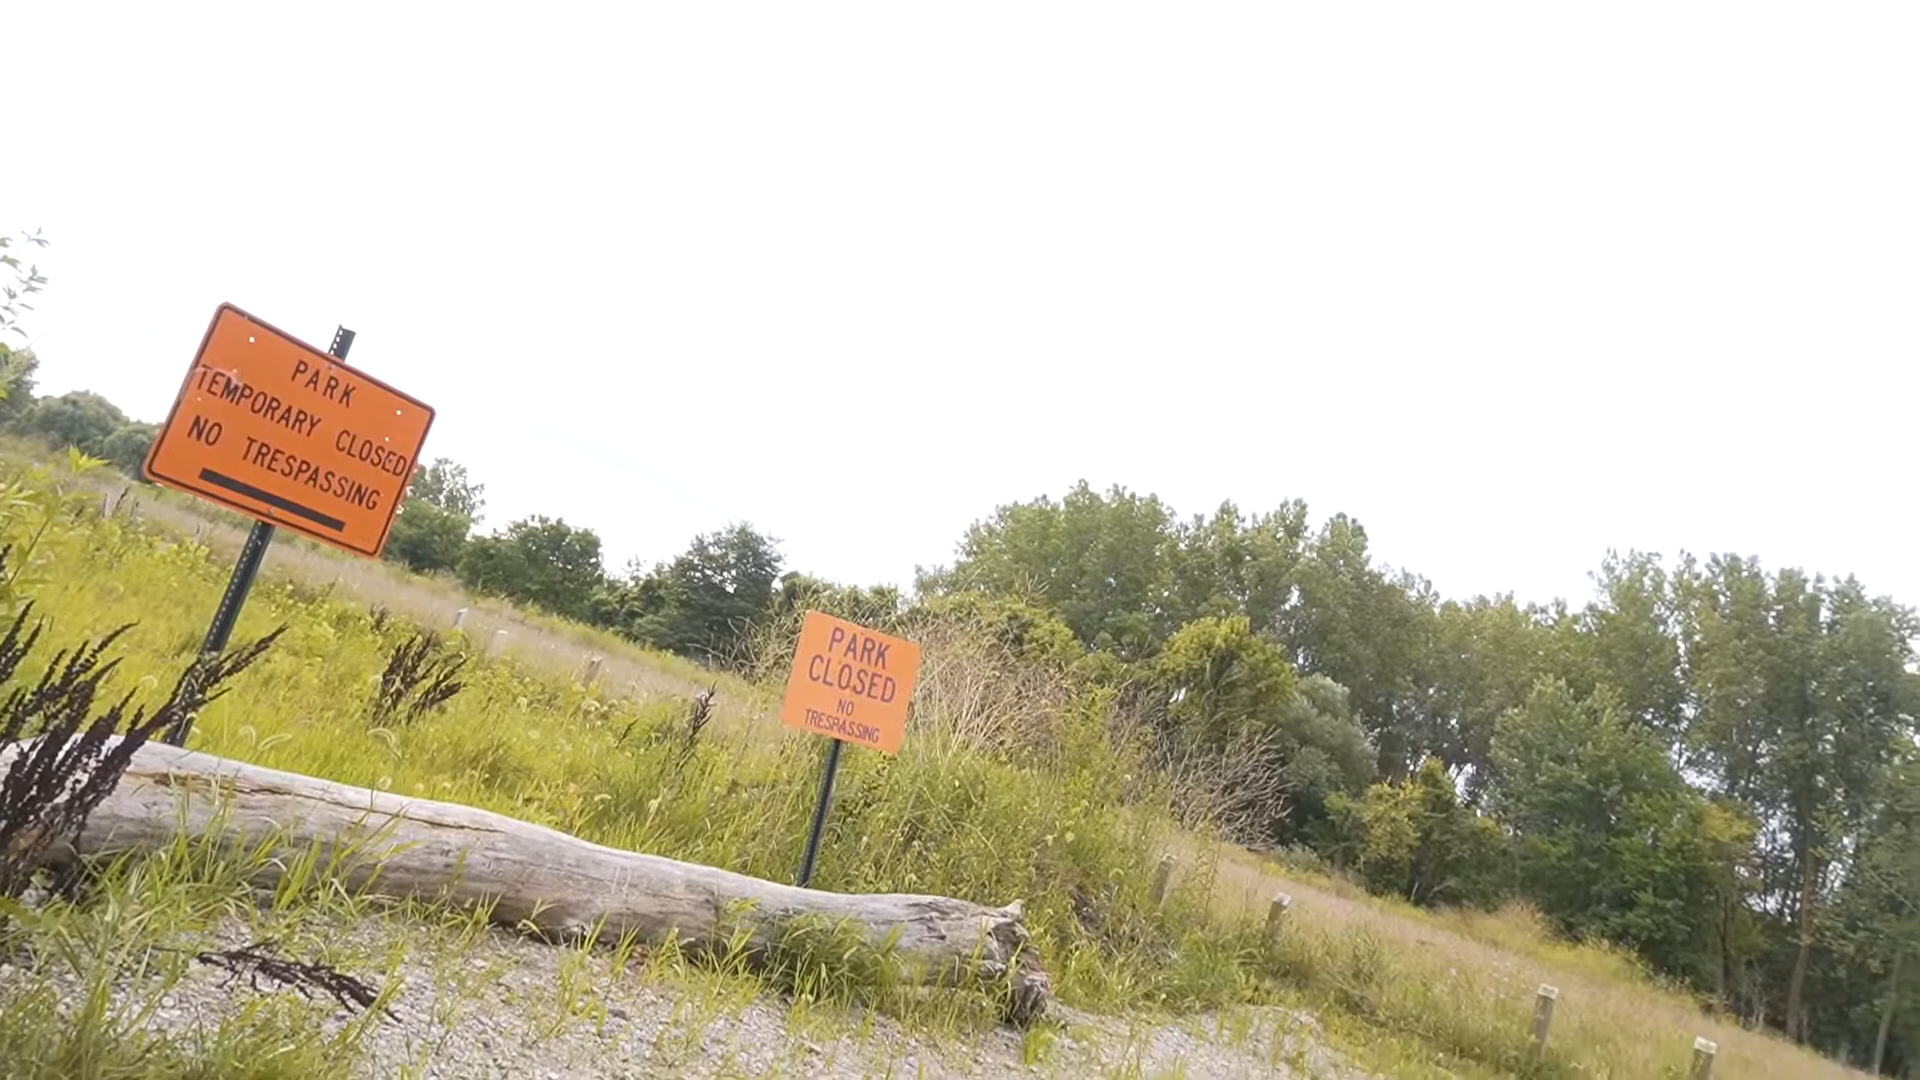 PARK
TEMPORARY CLOSED
NO TRESPASSING
PARK
CLOSED
NO
TRESPASSING